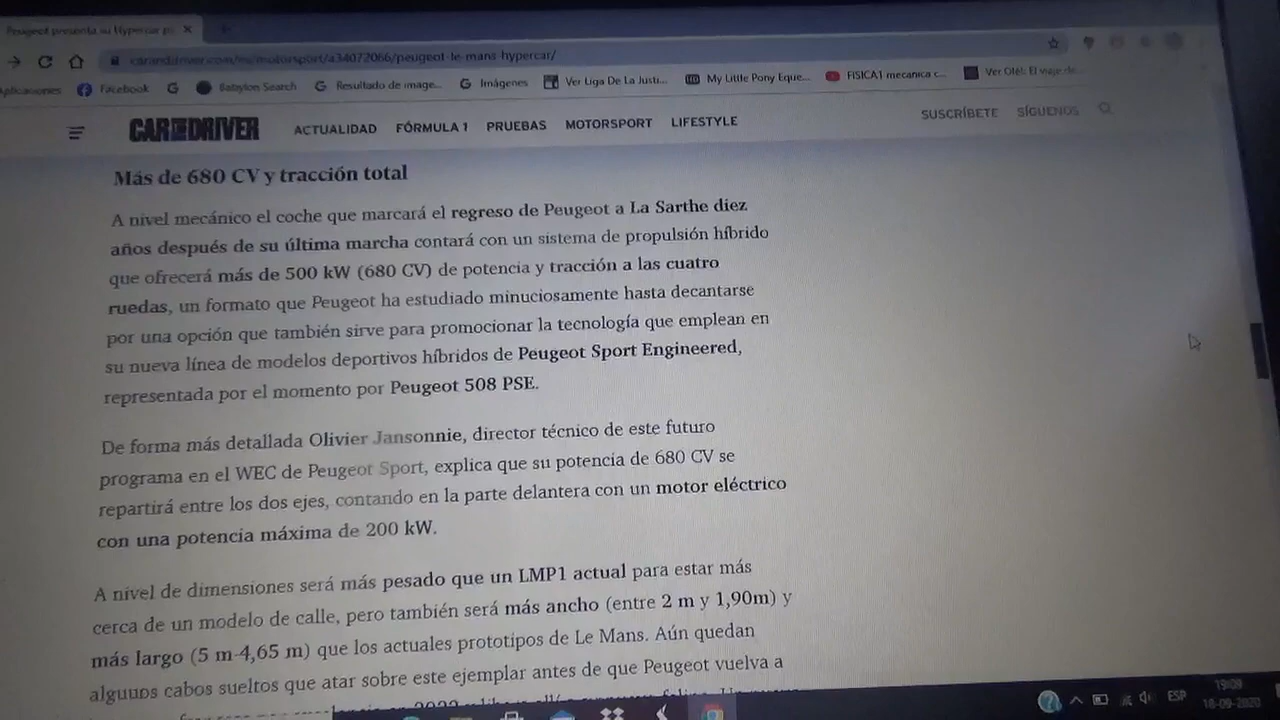 Peugeot presenta su Hypercar pa
carandriver.com/es/motorsport/a34072066/peugeot-le-mans-hypercar/
Aplicaciones Facebook Babylon Search Resultado de image... Imágenes Ver Liga De La Justi... My Little Pony Eque... FISICA1 mecanica c... Ver Olé!: El viaje de...
CAR AND DRIVER ACTUALIDAD FÓRMULA 1 PRUEBAS MOTORSPORT LIFESTYLE SUSCRÍBETE SÍGUENOS
Más de 680 CV y tracción total
A nivel mecánico el coche que marcará el regreso de Peugeot a La Sarthe diez
años después de su última marcha contará con un sistema de propulsión híbrido
que ofrecerá más de 500 kW (680 CV) de potencia y tracción a las cuatro
ruedas, un formato que Peugeot ha estudiado minuciosamente hasta decantarse
por una opción que también sirve para promocionar la tecnología que emplean en
su nueva línea de modelos deportivos híbridos de Peugeot Sport Engineered,
representada por el momento por Peugeot 508 PSE.
De forma más detallada Olivier Jansonnie, director técnico de este futuro
programa en el WEC de Peugeot Sport, explica que su potencia de 680 CV se
repartirá entre los dos ejes, contando en la parte delantera con un motor eléctrico
con una potencia máxima de 200 kW.
A nivel de dimensiones será más pesado que un LMP1 actual para estar más
cerca de un modelo de calle, pero también será más ancho (entre 2 m y 1,90m) y
más largo (5 m-4,65 m) que los actuales prototipos de Le Mans. Aún quedan
algunos cabos sueltos que atar sobre este ejemplar antes de que Peugeot vuelva a
ESP
19:09
18-09-2020